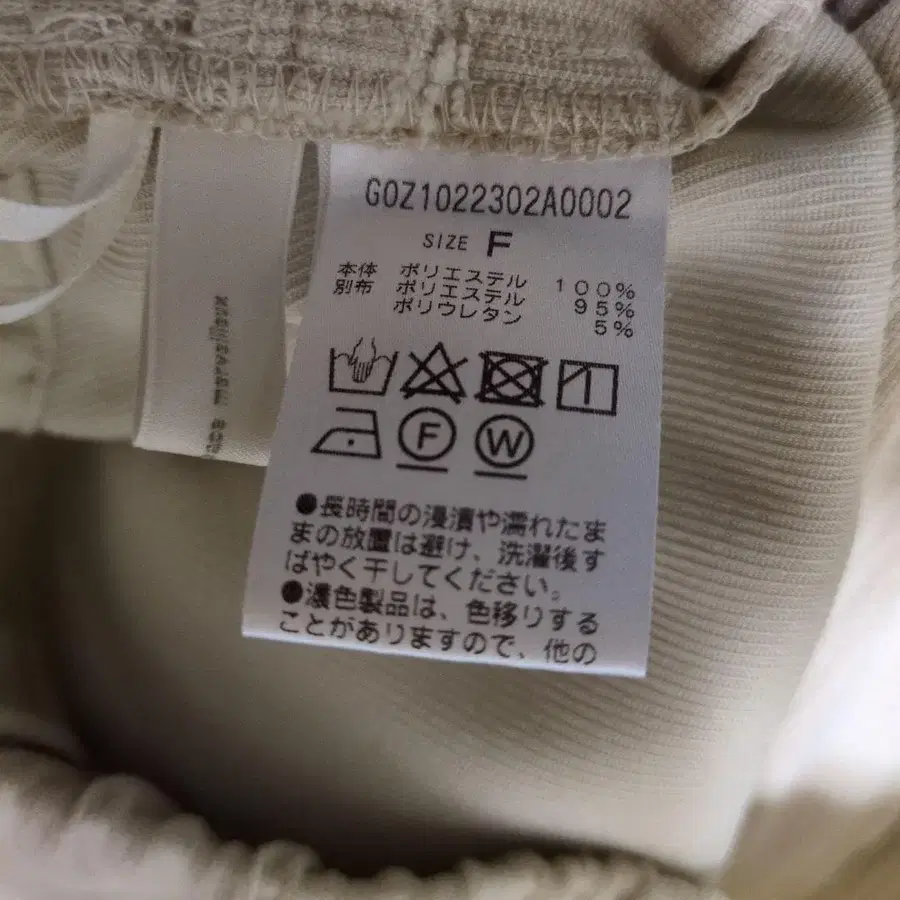 G0Z1022302A0002
SIZE F
本体 ポリエステル 100%
別布 ポリエステル 95%
ポリウレタン 5%
F W
●長時間の浸漬や濡れたま
まの放置は避け、洗濯後す
ばやく干してください。
●濃色製品は、色移りする
ことがありますので、他の